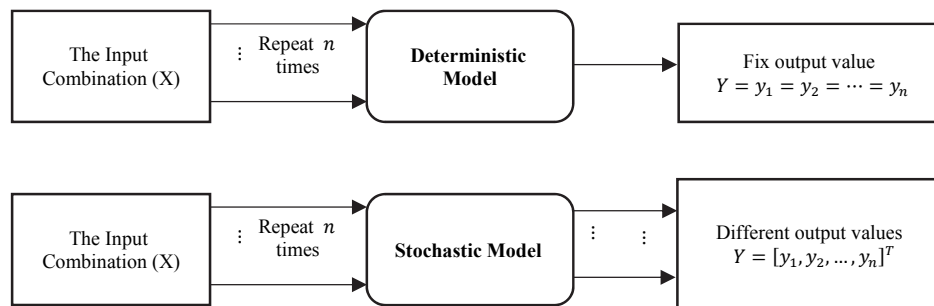 The Input
Combination (X)
⋮ Repeat n
times
Deterministic
Model
Fix output value
Y = y₁ = y₂ = ⋯ = yₙ
The Input
Combination (X)
⋮ Repeat n
times
Stochastic Model
⋮ ⋮
Different output values
Y = [y₁, y₂, …, yₙ]ᵀ